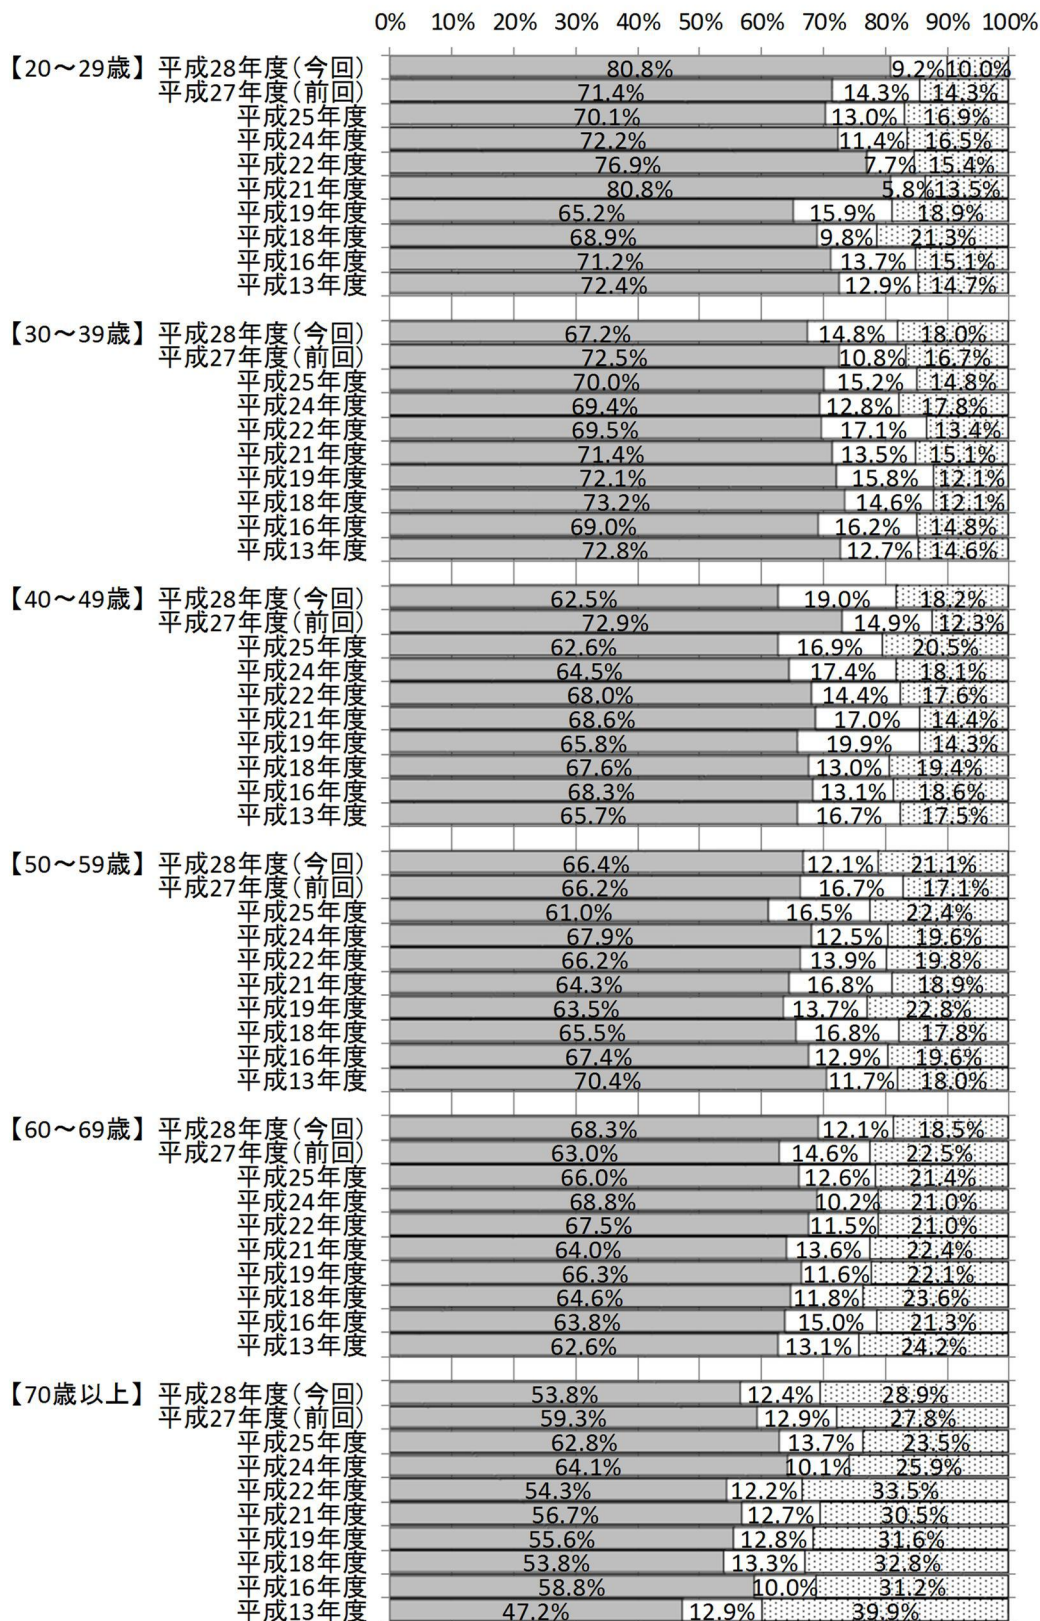 0% 10% 20% 30% 40% 50% 60% 70% 80% 90% 100%
【20～29歳】平成28年度(今回) 80.8% 9.2% 10.0%
平成27年度(前回) 71.4% 14.3% 14.3%
平成25年度 70.1% 13.0% 16.9%
平成24年度 72.2% 11.4% 16.5%
平成22年度 76.9% 7.7% 15.4%
平成21年度 80.8% 5.8% 13.5%
平成19年度 65.2% 15.9% 18.9%
平成18年度 68.9% 9.8% 21.3%
平成16年度 71.2% 13.7% 15.1%
平成13年度 72.4% 12.9% 14.7%
【30～39歳】平成28年度(今回) 67.2% 14.8% 18.0%
平成27年度(前回) 72.5% 10.8% 16.7%
平成25年度 70.0% 15.2% 14.8%
平成24年度 69.4% 12.8% 17.8%
平成22年度 69.5% 17.1% 13.4%
平成21年度 71.4% 13.5% 15.1%
平成19年度 72.1% 15.8% 12.1%
平成18年度 73.2% 14.6% 12.1%
平成16年度 69.0% 16.2% 14.8%
平成13年度 72.8% 12.7% 14.6%
【40～49歳】平成28年度(今回) 62.5% 19.0% 18.2%
平成27年度(前回) 72.9% 14.9% 12.3%
平成25年度 62.6% 16.9% 20.5%
平成24年度 64.5% 17.4% 18.1%
平成22年度 68.0% 14.4% 17.6%
平成21年度 68.6% 17.0% 14.4%
平成19年度 65.8% 19.9% 14.3%
平成18年度 67.6% 13.0% 19.4%
平成16年度 68.3% 13.1% 18.6%
平成13年度 65.7% 16.7% 17.5%
【50～59歳】平成28年度(今回) 66.4% 12.1% 21.1%
平成27年度(前回) 66.2% 16.7% 17.1%
平成25年度 61.0% 16.5% 22.4%
平成24年度 67.9% 12.5% 19.6%
平成22年度 66.2% 13.9% 19.8%
平成21年度 64.3% 16.8% 18.9%
平成19年度 63.5% 13.7% 22.8%
平成18年度 65.5% 16.8% 17.8%
平成16年度 67.4% 12.9% 19.6%
平成13年度 70.4% 11.7% 18.0%
【60～69歳】平成28年度(今回) 68.3% 12.1% 18.5%
平成27年度(前回) 63.0% 14.6% 22.5%
平成25年度 66.0% 12.6% 21.4%
平成24年度 68.8% 10.2% 21.0%
平成22年度 67.5% 11.5% 21.0%
平成21年度 64.0% 13.6% 22.4%
平成19年度 66.3% 11.6% 22.1%
平成18年度 64.6% 11.8% 23.6%
平成16年度 63.8% 15.0% 21.3%
平成13年度 62.6% 13.1% 24.2%
【70歳以上】平成28年度(今回) 53.8% 12.4% 28.9%
平成27年度(前回) 59.3% 12.9% 27.8%
平成25年度 62.8% 13.7% 23.5%
平成24年度 64.1% 10.1% 25.9%
平成22年度 54.3% 12.2% 33.5%
平成21年度 56.7% 12.7% 30.5%
平成19年度 55.6% 12.8% 31.6%
平成18年度 53.8% 13.3% 32.8%
平成16年度 58.8% 10.0% 31.2%
平成13年度 47.2% 12.9% 39.9%